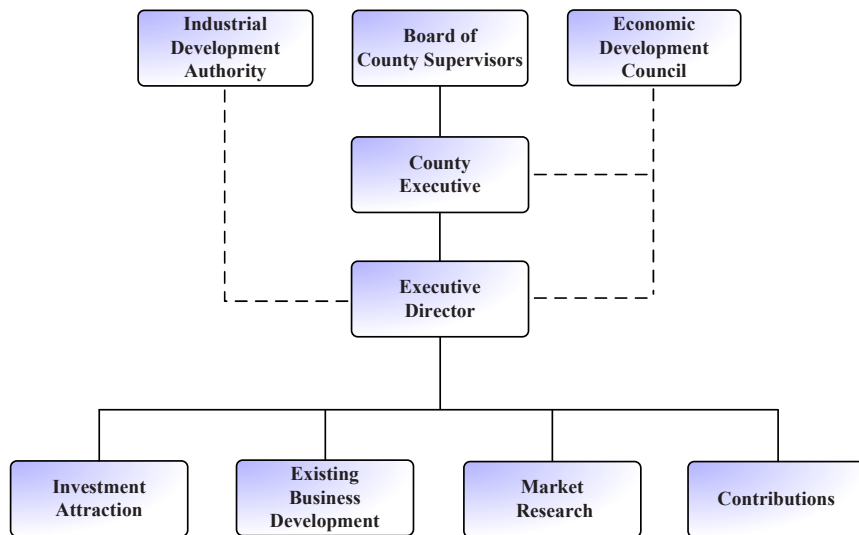 Industrial
Development
Authority
Board of
County Supervisors
Economic
Development
Council
County
Executive
Executive
Director
Investment
Attraction
Existing
Business
Development
Market
Research
Contributions